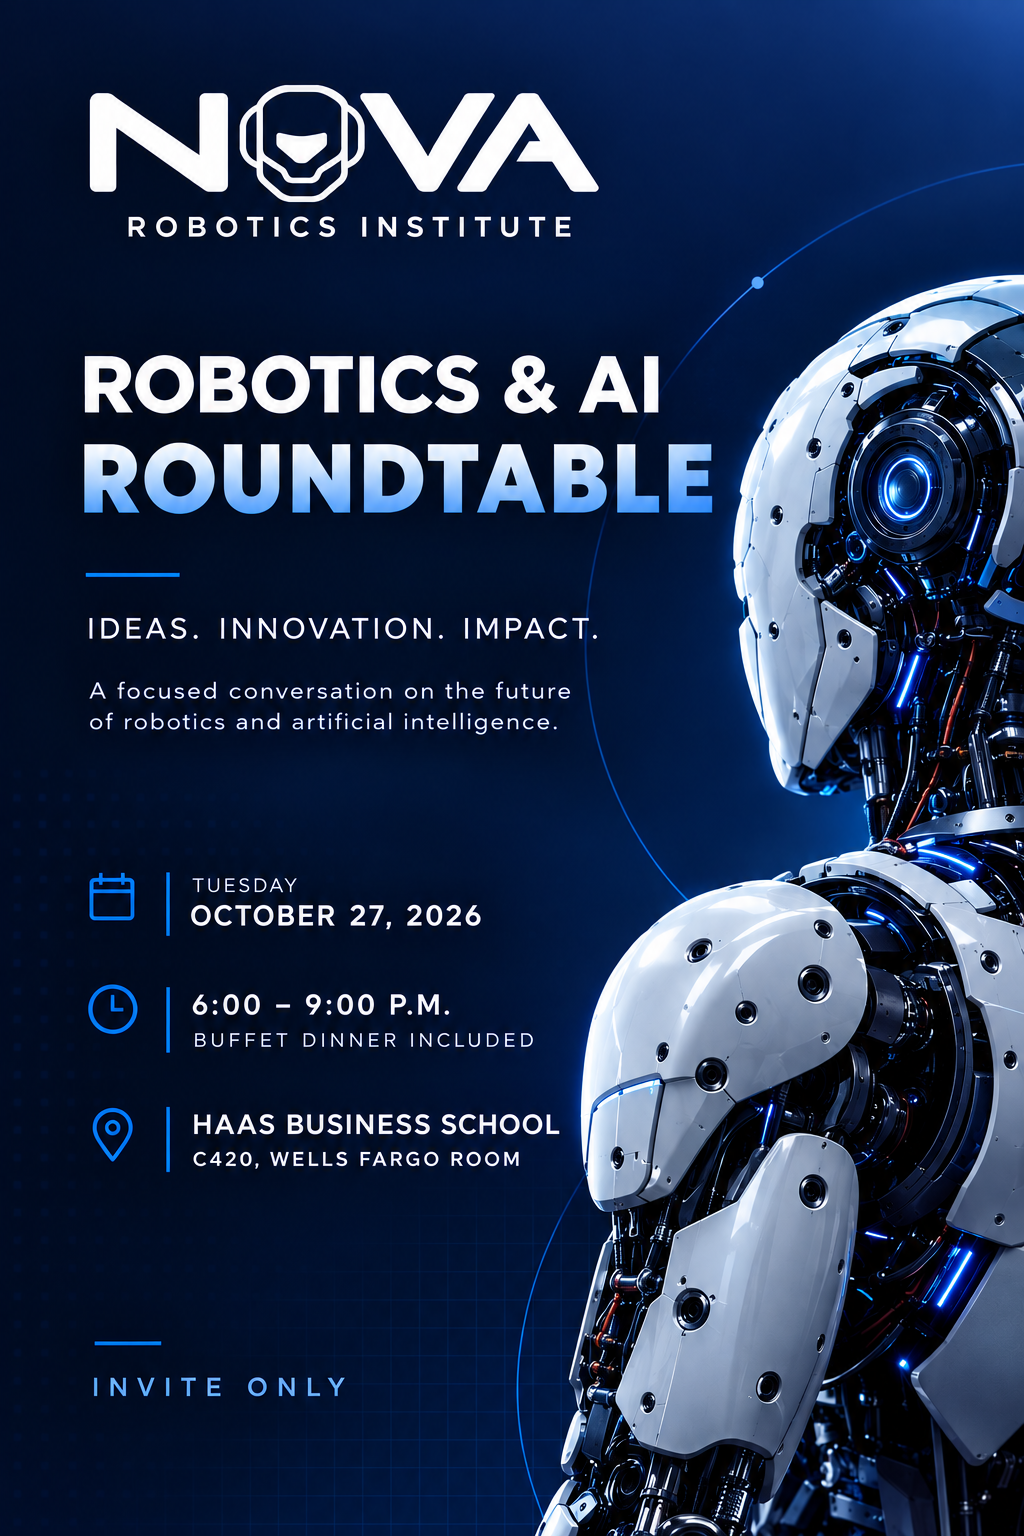 NOVA
ROBOTICS INSTITUTE
ROBOTICS & AI
ROUNDTABLE
IDEAS. INNOVATION. IMPACT.
A focused conversation on the future
of robotics and artificial intelligence.
TUESDAY
OCTOBER 27, 2026
6:00 – 9:00 P.M.
BUFFET DINNER INCLUDED
HAAS BUSINESS SCHOOL
C420, WELLS FARGO ROOM
INVITE ONLY